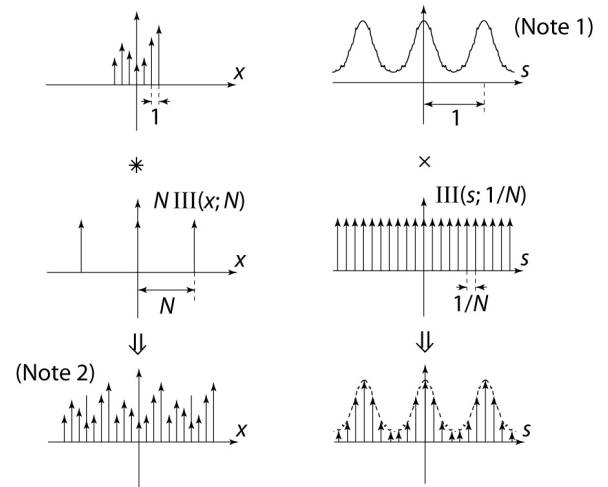 (Note 1)
x
s
1
1
*
×
N III(x; N)
III(s; 1/N)
x
s
N
1/N
⇓
⇓
(Note 2)
x
s